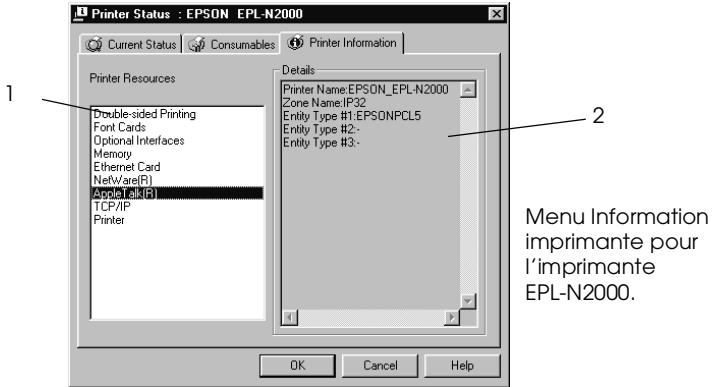 Printer Status : EPSON EPL-N2000
Current Status
Consumables
Printer Information
Printer Resources
Double-sided Printing
Font Cards
Optional Interfaces
Memory
Ethernet Card
NetWare(R)
AppleTalk(R)
TCP/IP
Printer
Details
Printer Name:EPSON_EPL-N2000
Zone Name:IP32
Entity Type #1:EPSONPCL5
Entity Type #2:-
Entity Type #3:-
OK
Cancel
Help
1
2
Menu Information
imprimante pour
l'imprimante
EPL-N2000.